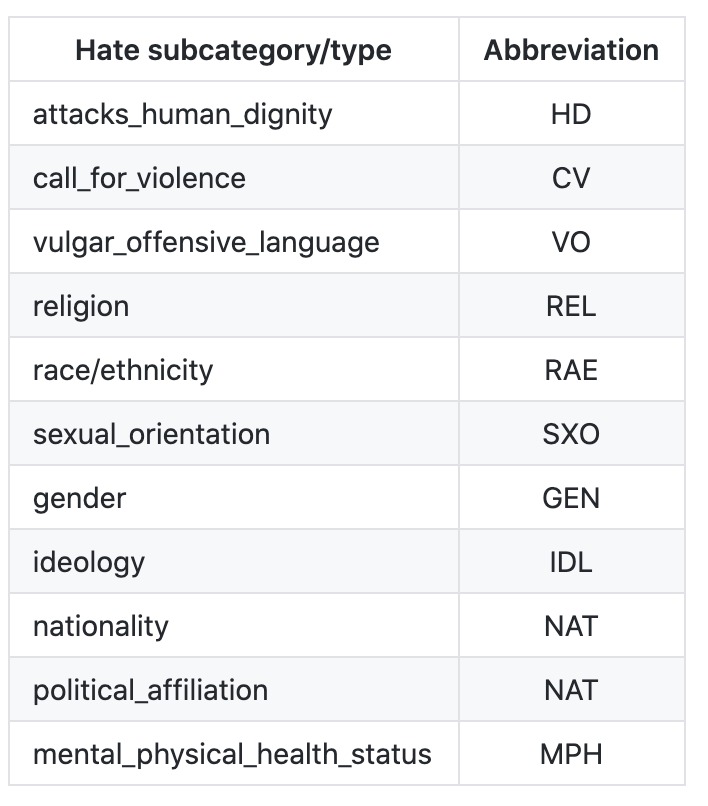 Hate subcategory/type Abbreviation
attacks_human_dignity HD
call_for_violence CV
vulgar_offensive_language VO
religion REL
race/ethnicity RAE
sexual_orientation SXO
gender GEN
ideology IDL
nationality NAT
political_affiliation NAT
mental_physical_health_status MPH